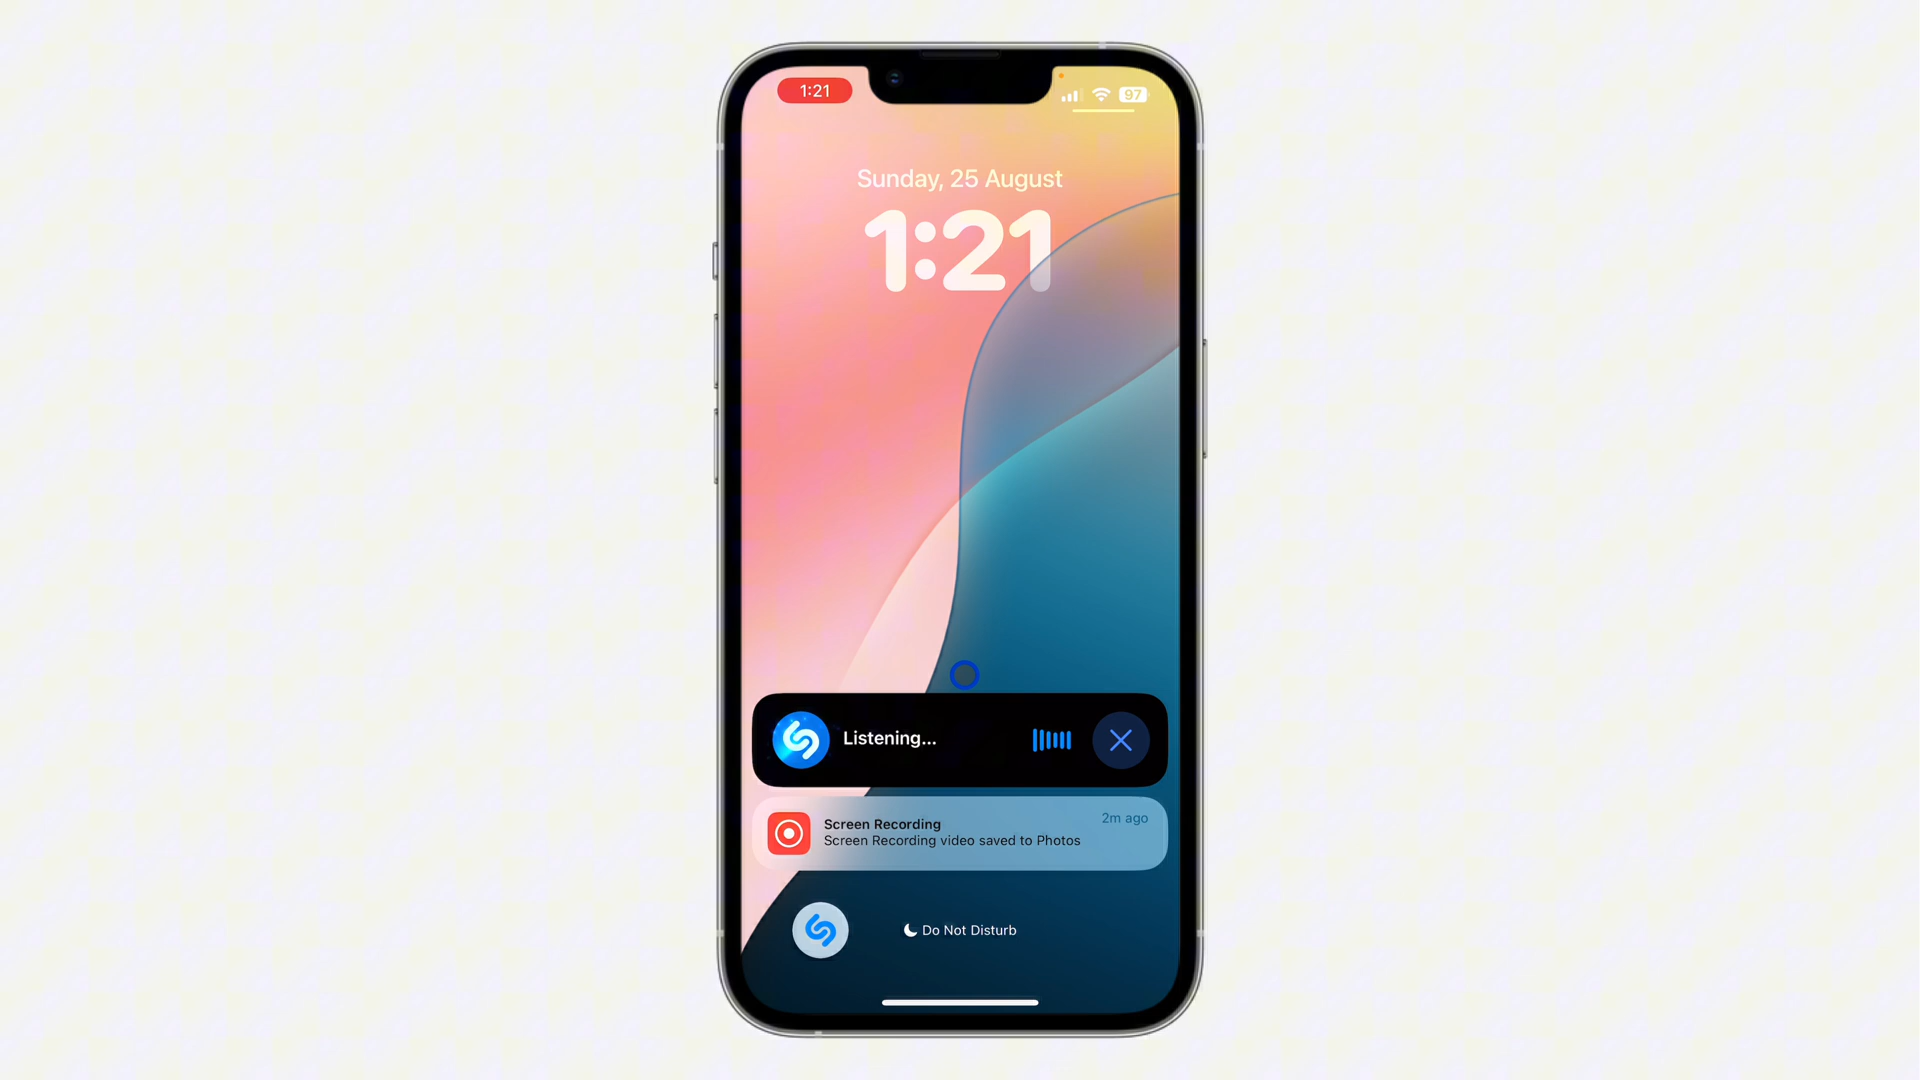 1:21
97
Sunday, 25 August
1:21
Listening...
Screen Recording
2m ago
Screen Recording video saved to Photos
Do Not Disturb